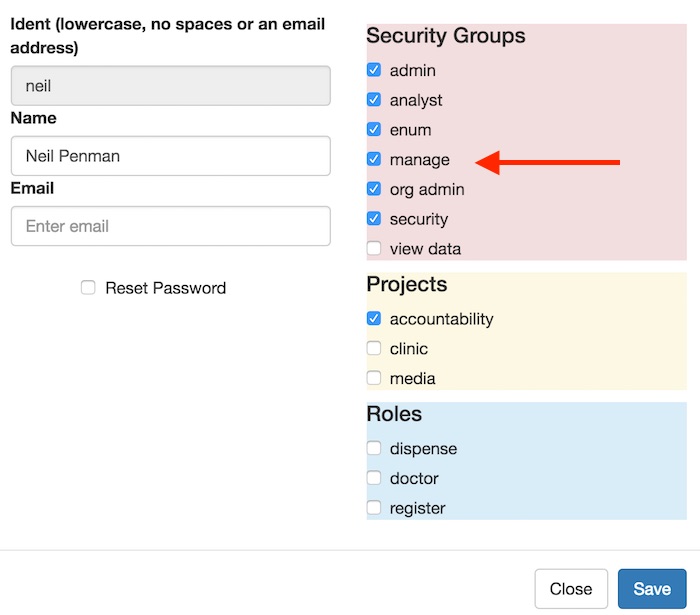 Ident (lowercase, no spaces or an email
address)
neil
Name
Neil Penman
Email
Enter email
Reset Password
Security Groups
admin
analyst
enum
manage
org admin
security
view data
Projects
accountability
clinic
media
Roles
dispense
doctor
register
Close
Save